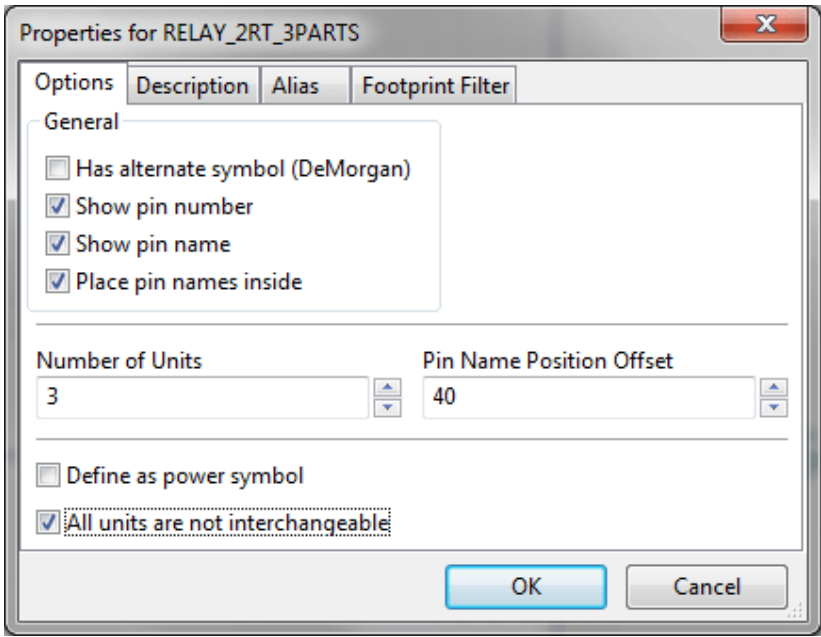 Properties for RELAY_2RT_3PARTS
Options Description Alias Footprint Filter
General
Has alternate symbol (DeMorgan)
Show pin number
Show pin name
Place pin names inside
Number of Units Pin Name Position Offset
3 40
Define as power symbol
All units are not interchangeable
OK Cancel